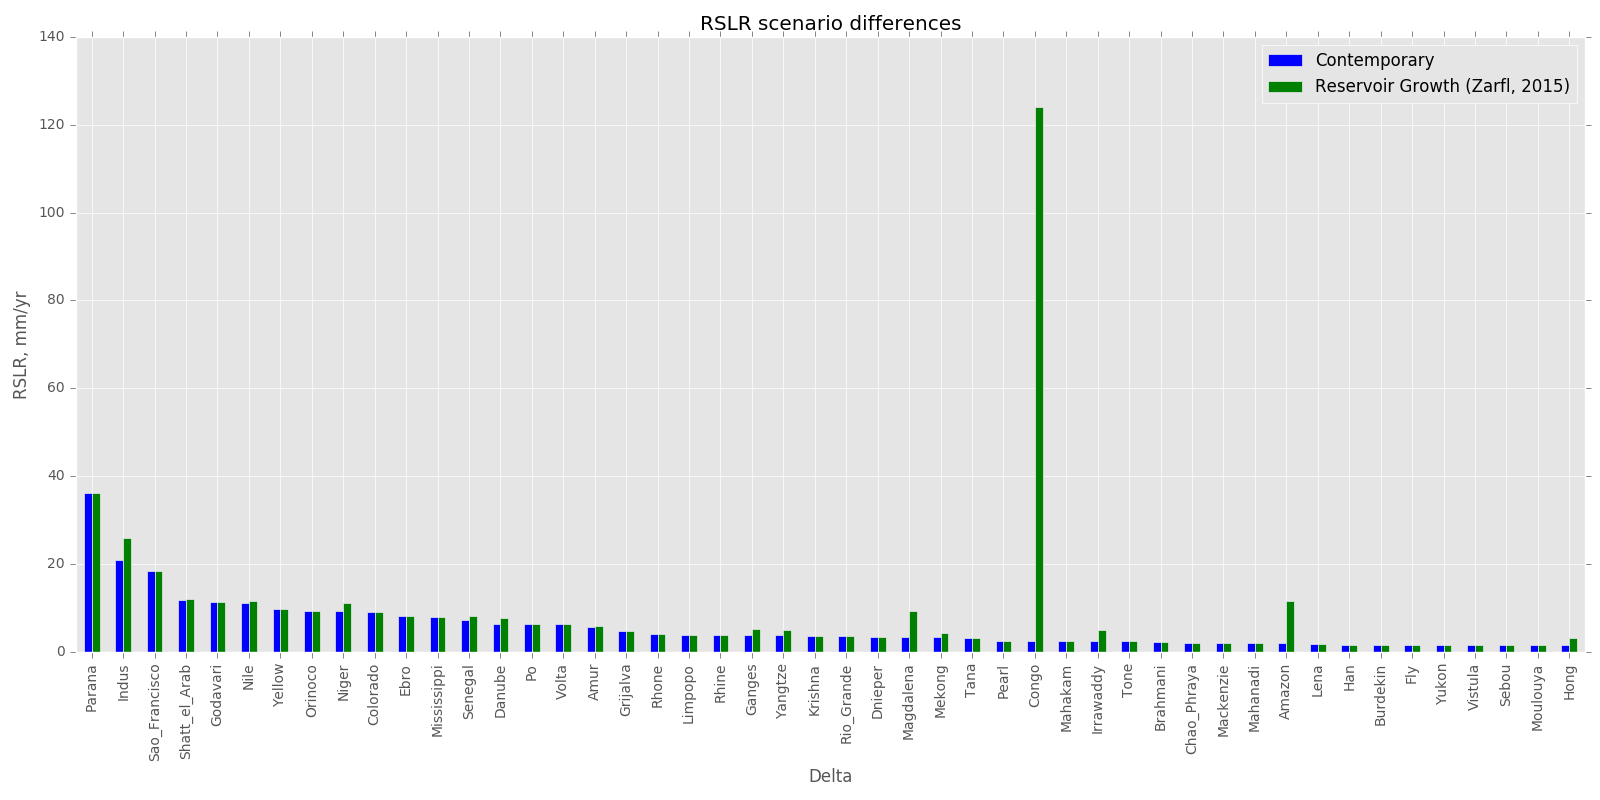 RSLR scenario differences
Contemporary
Reservoir Growth (Zarfl, 2015)
RSLR, mm/yr
140
120
100
80
60
40
20
0
Parana
Indus
Sao_Francisco
Shatt_el_Arab
Godavari
Nile
Yellow
Orinoco
Niger
Colorado
Ebro
Mississippi
Senegal
Danube
Po
Volta
Amur
Grijalva
Rhone
Limpopo
Rhine
Ganges
Yangtze
Krishna
Rio_Grande
Dnieper
Magdalena
Mekong
Tana
Pearl
Congo
Mahakam
Irrawaddy
Tone
Brahmani
Chao_Phraya
Mackenzie
Mahanadi
Amazon
Lena
Han
Burdekin
Fly
Yukon
Vistula
Sebou
Moulouya
Hong
Delta